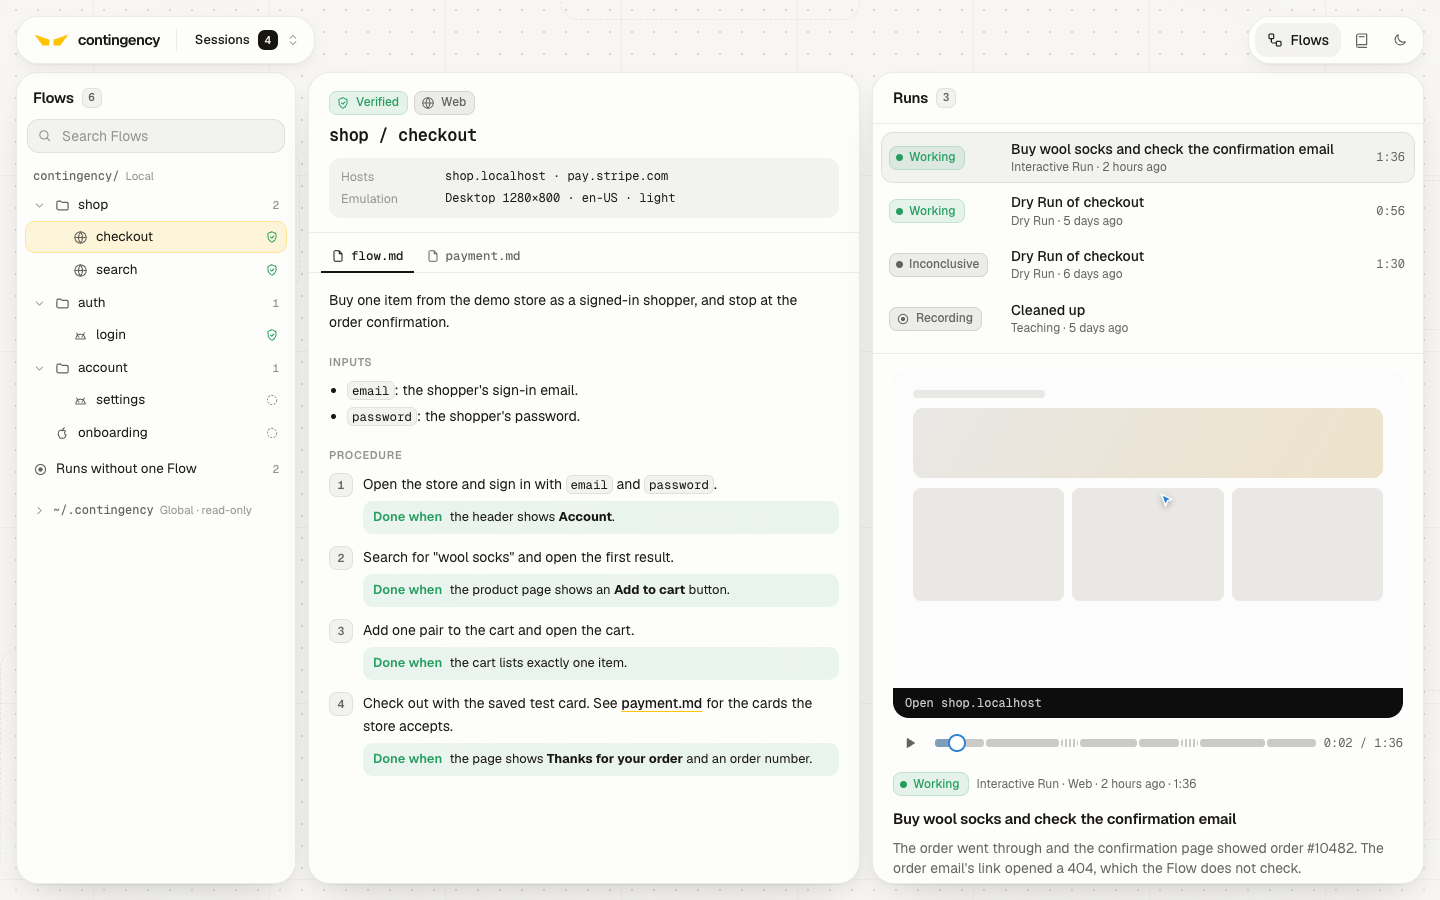 contingency
Sessions 4
Flows
Flows 6
Search Flows
contingency/ Local
shop 2
checkout
search
auth 1
login
account 1
settings
onboarding
Runs without one Flow 2
~/.contingency Global · read-only
Verified Web
shop / checkout
Hosts shop.localhost · pay.stripe.com
Emulation Desktop 1280×800 · en-US · light
flow.md payment.md
Buy one item from the demo store as a signed-in shopper, and stop at the
order confirmation.
INPUTS
email: the shopper's sign-in email.
password: the shopper's password.
PROCEDURE
1 Open the store and sign in with email and password.
Done when the header shows Account.
2 Search for "wool socks" and open the first result.
Done when the product page shows an Add to cart button.
3 Add one pair to the cart and open the cart.
Done when the cart lists exactly one item.
4 Check out with the saved test card. See payment.md for the cards the
store accepts.
Done when the page shows Thanks for your order and an order number.
Runs 3
Working Buy wool socks and check the confirmation email 1:36
Interactive Run · 2 hours ago
Working Dry Run of checkout 0:56
Dry Run · 5 days ago
Inconclusive Dry Run of checkout 1:30
Dry Run · 6 days ago
Recording Cleaned up
Teaching · 5 days ago
Open shop.localhost
0:02 / 1:36
Working Interactive Run · Web · 2 hours ago · 1:36
Buy wool socks and check the confirmation email
The order went through and the confirmation page showed order #10482. The
order email's link opened a 404, which the Flow does not check.